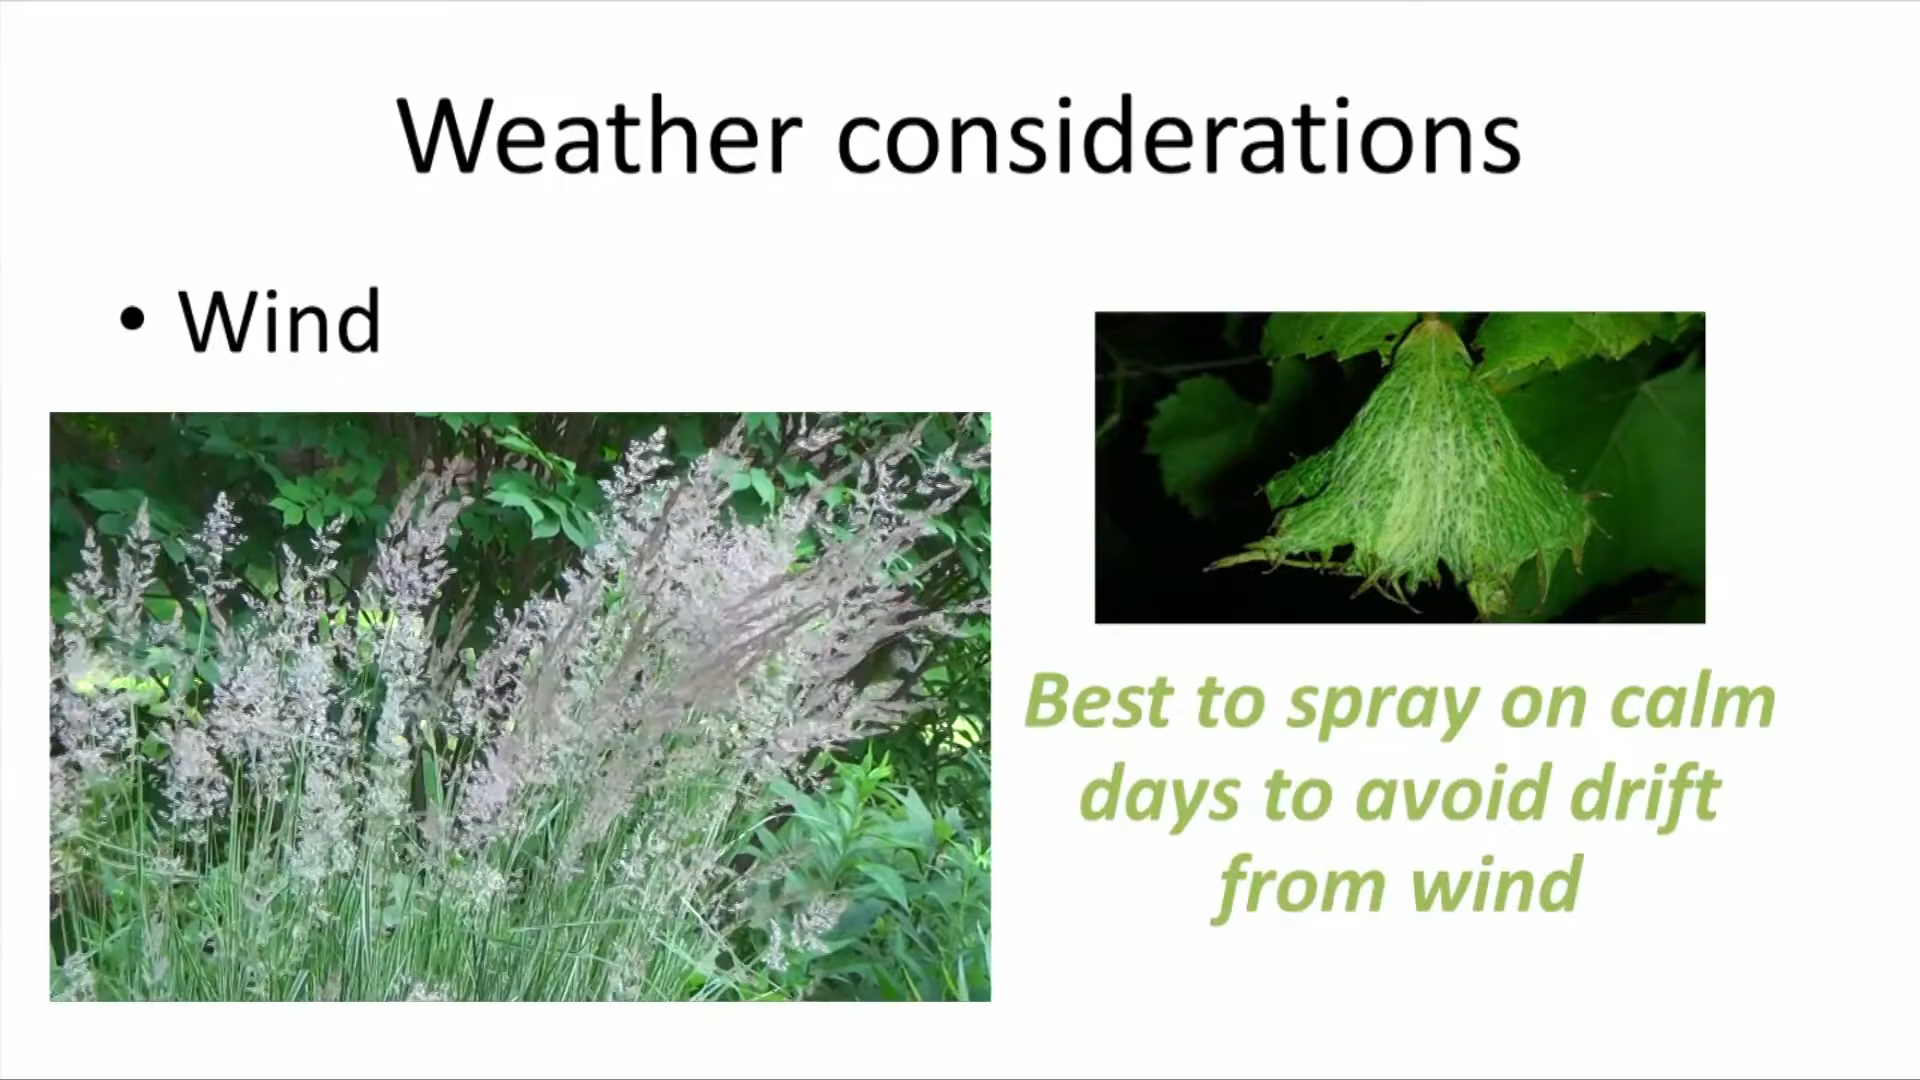 Weather considerations
• Wind
Best to spray on calm
days to avoid drift
from wind